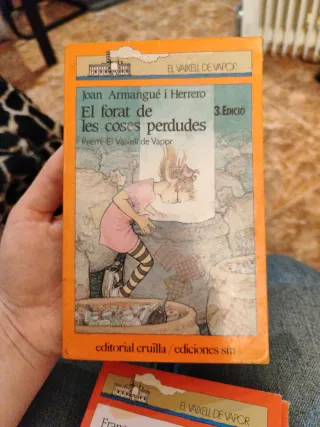 EL VAIXELL DE VAPOR
Joan Armangué i Herrero
El forat de
les coses perdudes
3. EDICIÓ
Premi El Vaixell de Vapor
editorial cruïlla/ediciones sm
EL VAIXELL DE VAPOR